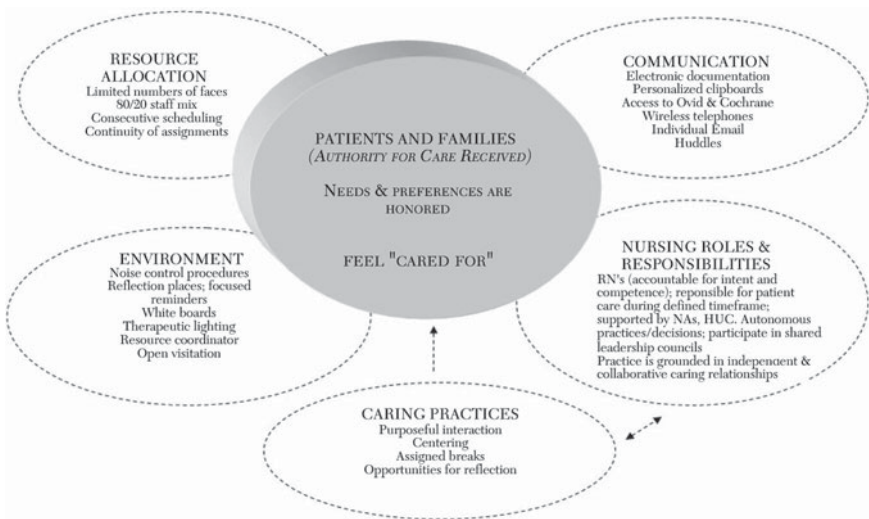 RESOURCE
ALLOCATION
Limited numbers of faces
80/20 staff mix
Consecutive scheduling
Continuity of assignments
PATIENTS AND FAMILIES
(AUTHORITY FOR CARE RECEIVED)
NEEDS & PREFERENCES ARE
HONORED
FEEL "CARED FOR"
COMMUNICATION
Electronic documentation
Personalized clipboards
Access to Ovid & Cochrane
Wireless telephones
Individual Email
Huddles
ENVIRONMENT
Noise control procedures
Reflection places; focused
reminders
White boards
Therapeutic lighting
Resource coordinator
Open visitation
NURSING ROLES &
RESPONSIBILITIES
RN's (accountable for intent and
competence); reponsible for patient
care during defined timeframe;
supported by NAs, HUC. Autonomous
practices/decisions; participate in shared
leadership councils
Practice is grounded in independent &
collaborative caring relationships
CARING PRACTICES
Purposeful interaction
Centering
Assigned breaks
Opportunities for reflection